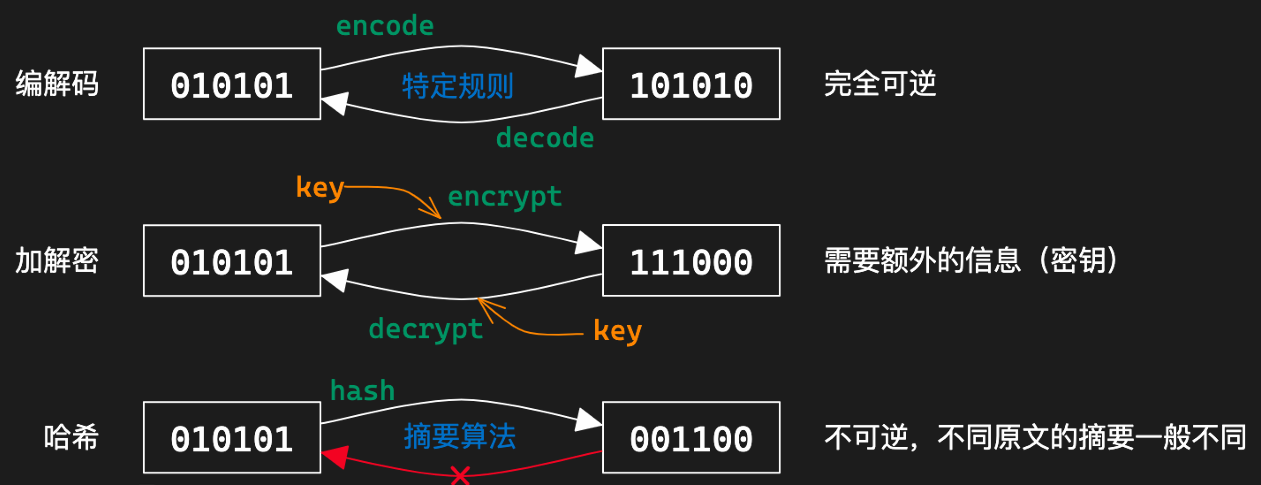 encode
编解码 010101 特定规则 101010 完全可逆
decode
key encrypt
加解密 010101 111000 需要额外的信息（密钥）
decrypt key
hash
哈希 010101 摘要算法 001100 不可逆，不同原文的摘要一般不同